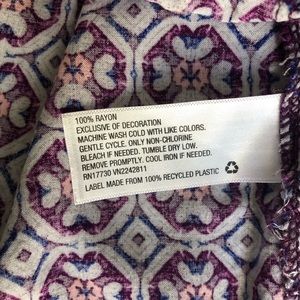 100% RAYON
EXCLUSIVE OF DECORATION
MACHINE WASH COLD WITH LIKE COLORS.
GENTLE CYCLE. ONLY NON-CHLORINE
BLEACH IF NEEDED. TUMBLE DRY LOW.
REMOVE PROMPTLY. COOL IRON IF NEEDED.
RN17730 VN2242811
LABEL MADE FROM 100% RECYCLED PLASTIC